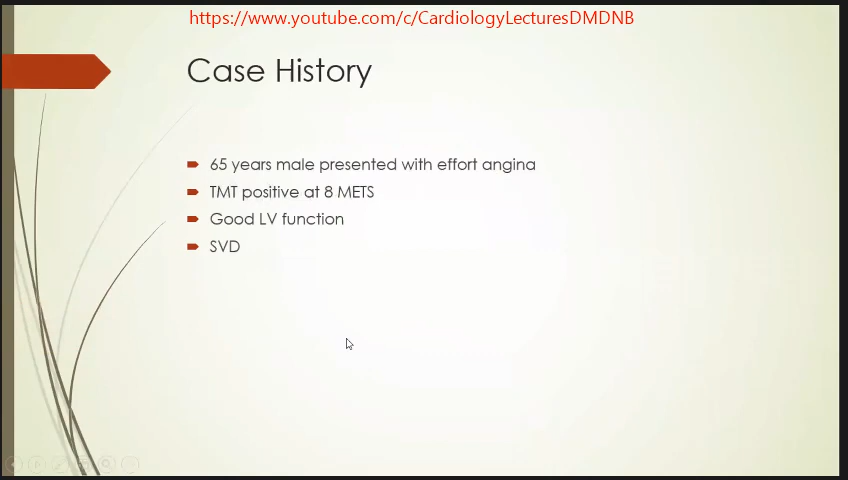 https://www.youtube.com/c/CardiologyLecturesDMDNB
Case History
65 years male presented with effort angina
TMT positive at 8 METS
Good LV function
SVD